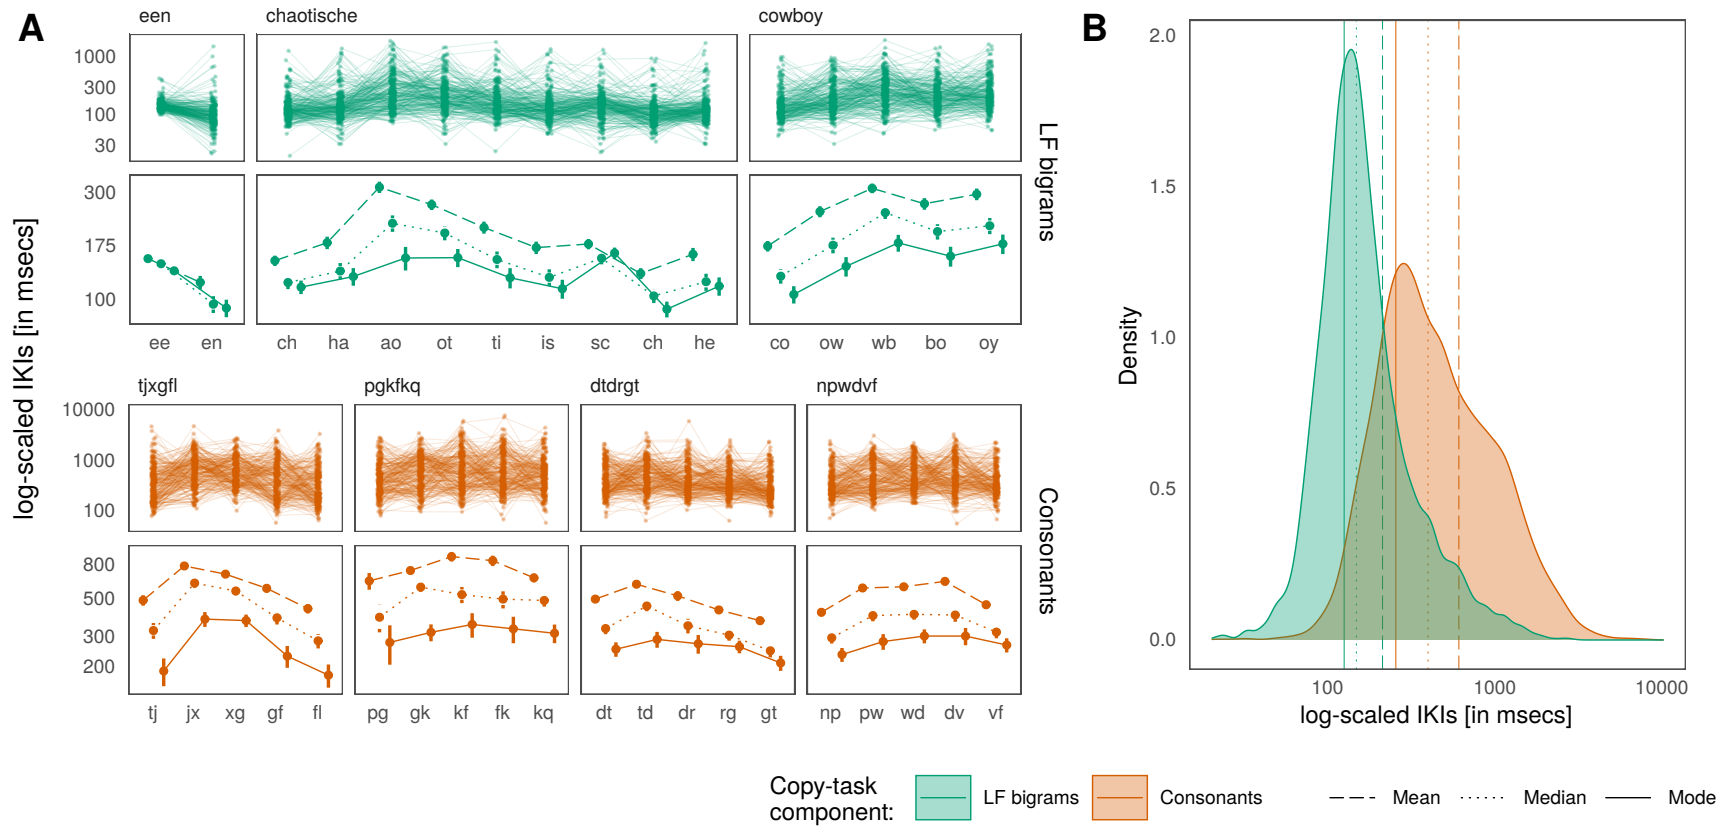 A
een chaotische cowboy
1000
300
100
30
LF bigrams
300
175
100
ee en ch ha ao ot ti is sc ch he co ow wb bo oy
log-scaled IKIs [in msecs]
tjxgfl pgkfkq dtdrgt npwdvf
10000
1000
100
Consonants
800
500
300
200
tj jx xg gf fl pg gk kf fk kq dt td dr rg gt np pw wd dv vf
B
2.0
1.5
1.0
0.5
0.0
Density
100 1000 10000
log-scaled IKIs [in msecs]
Copy-task
component:
LF bigrams Consonants Mean Median Mode